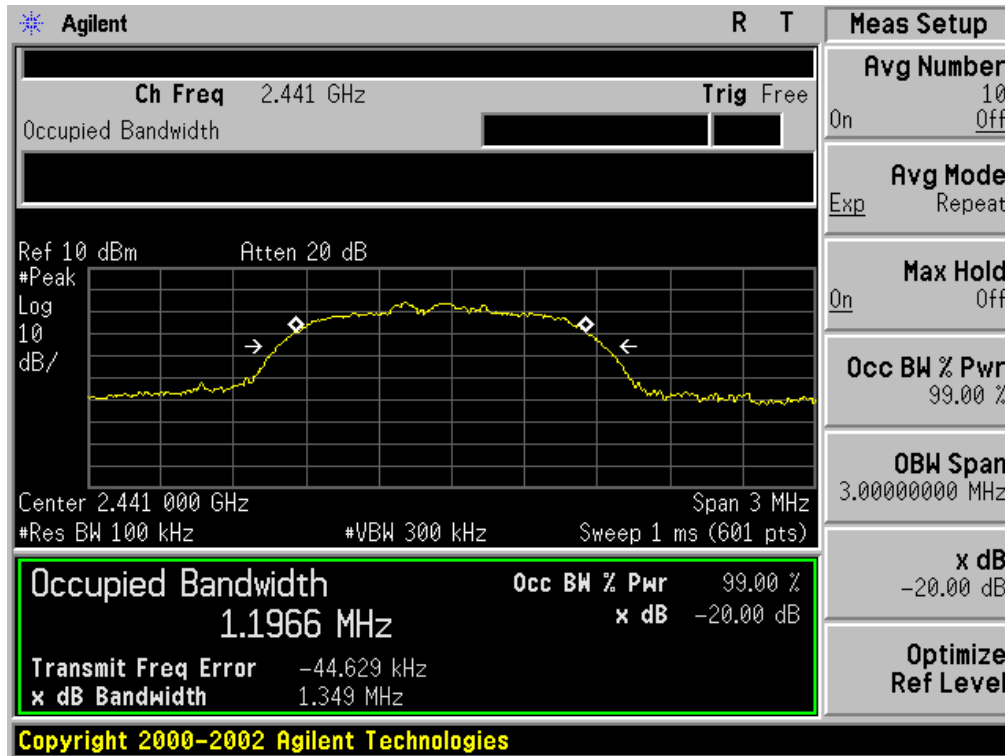 Agilent R T
Ch Freq 2.441 GHz Trig Free
Occupied Bandwidth
Ref 10 dBm Atten 20 dB
#Peak
Log
10
dB/
Center 2.441 000 GHz Span 3 MHz
#Res BW 100 kHz #VBW 300 kHz Sweep 1 ms (601 pts)
Occupied Bandwidth Occ BW % Pwr 99.00 %
1.1966 MHz x dB -20.00 dB
Transmit Freq Error -44.629 kHz
x dB Bandwidth 1.349 MHz
Copyright 2000-2002 Agilent Technologies
Meas Setup
Avg Number
10
On Off
Avg Mode
Exp Repeat
Max Hold
On Off
Occ BW % Pwr
99.00 %
OBW Span
3.00000000 MHz
x dB
-20.00 dB
Optimize
Ref Level